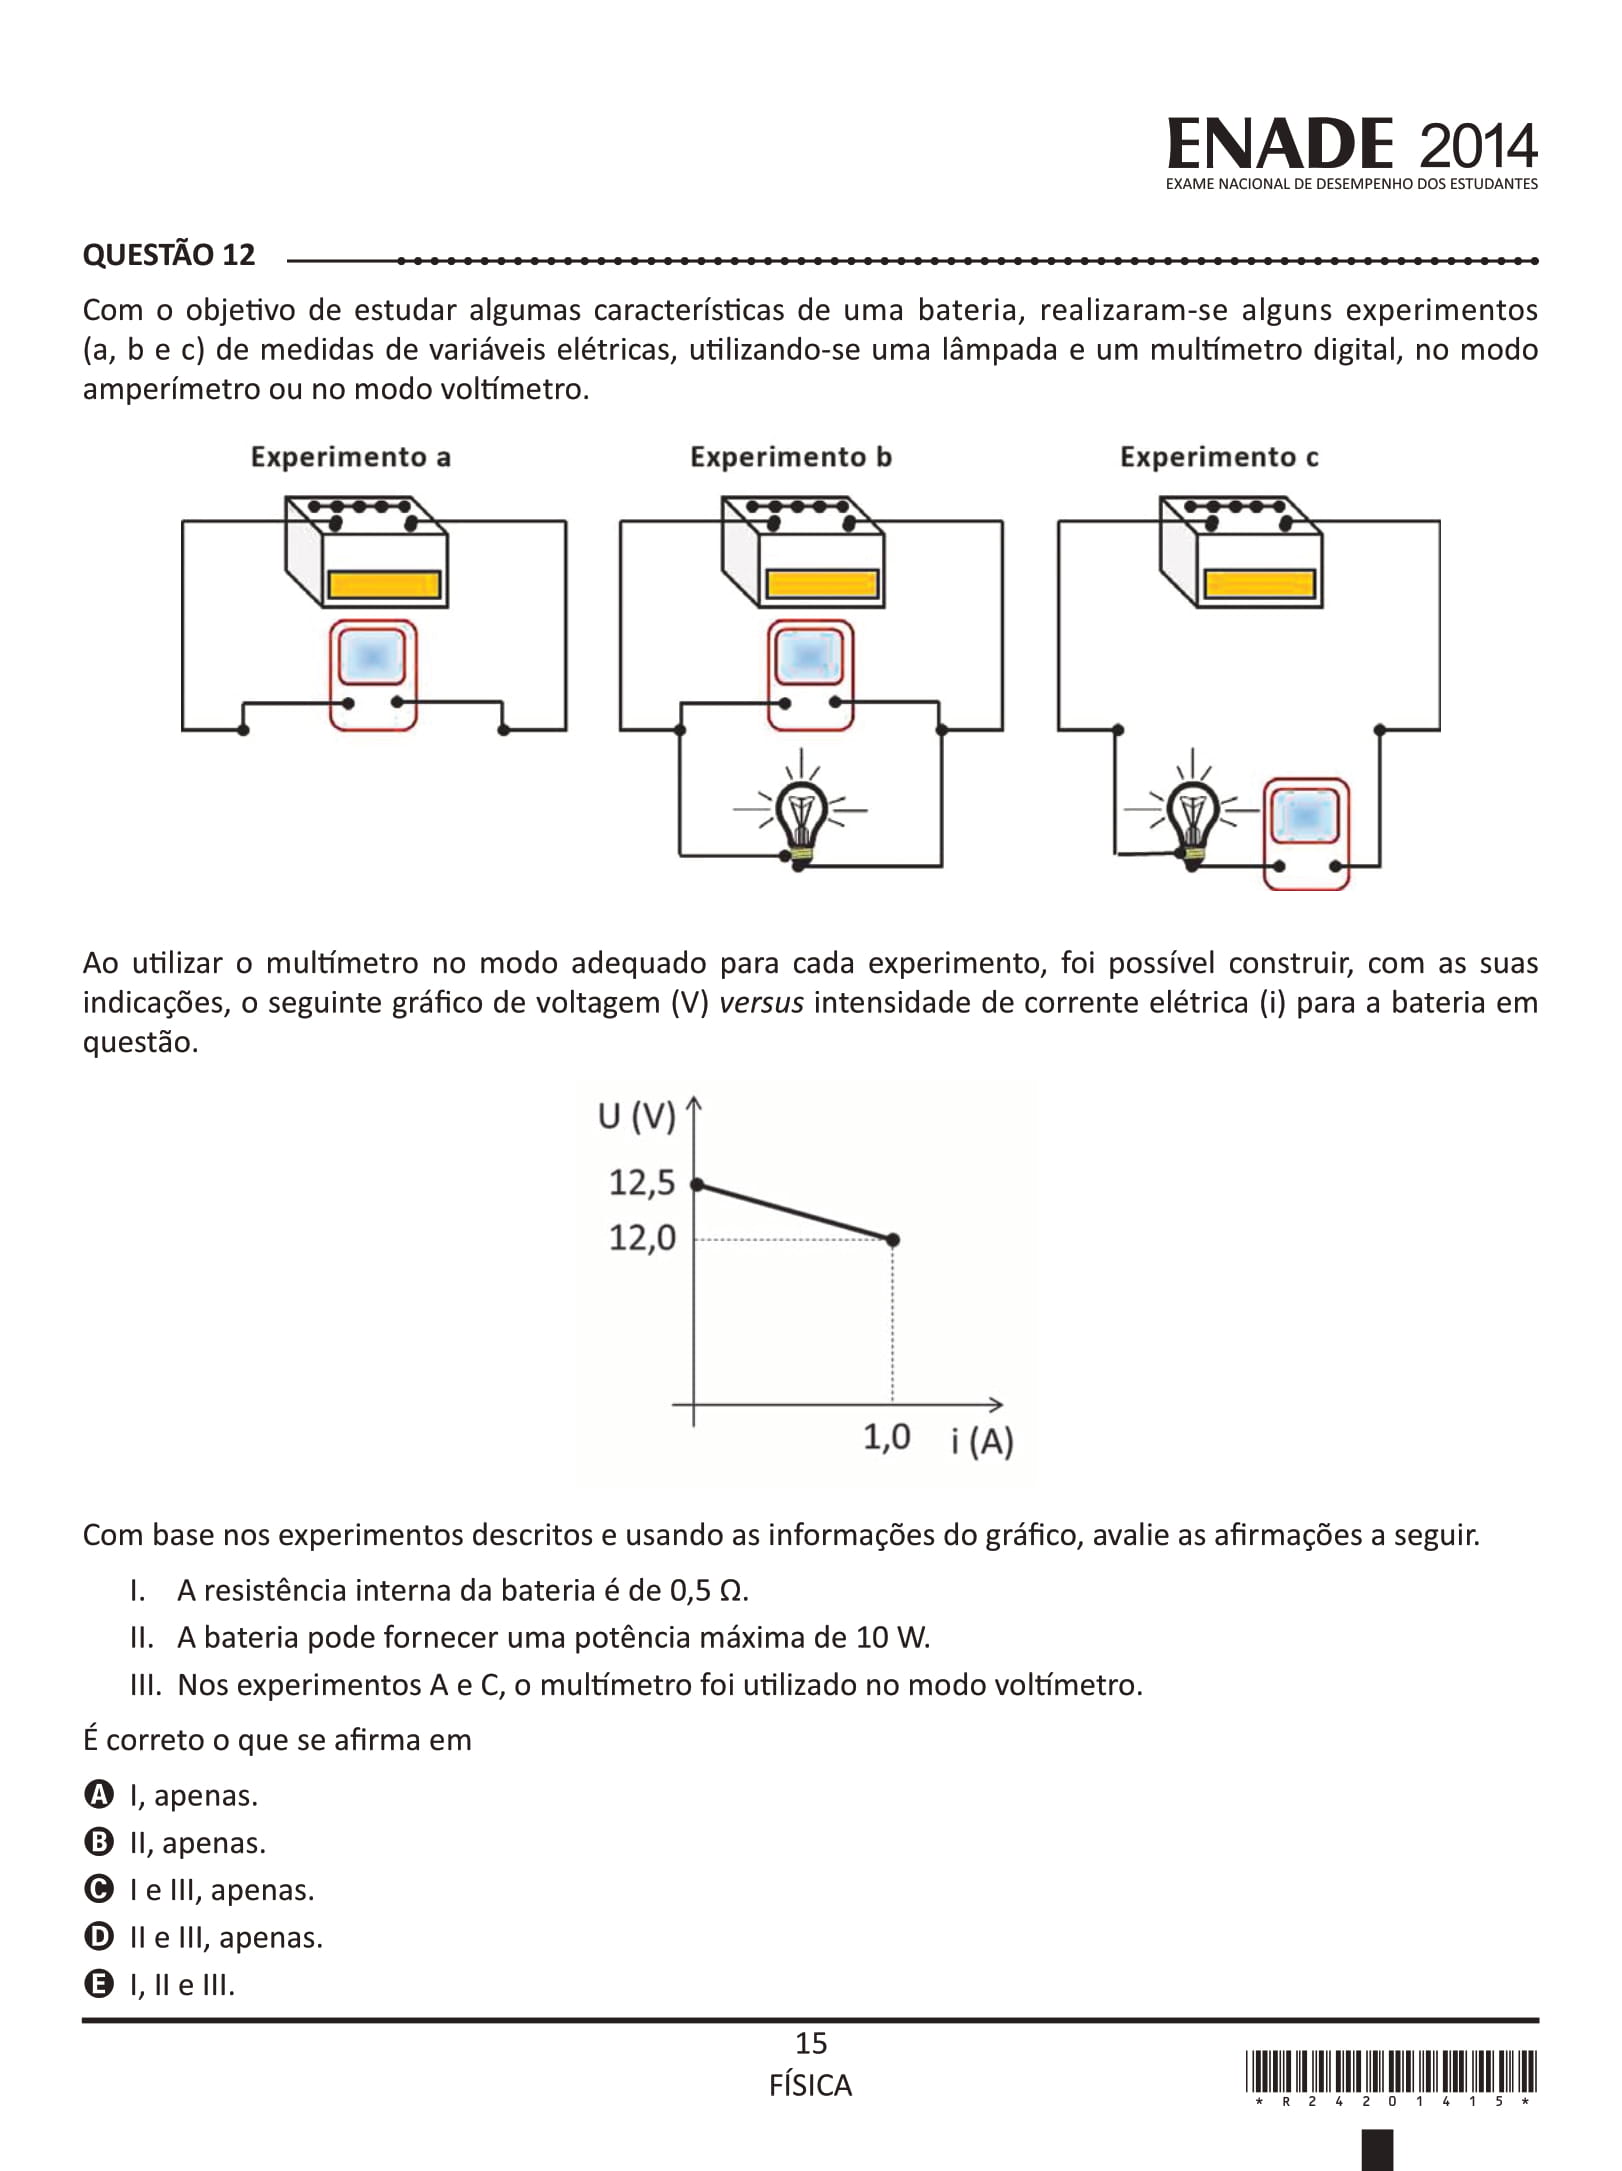 ENADE 2014
EXAME NACIONAL DE DESEMPENHO DOS ESTUDANTES
QUESTÃO 12
Com o objetivo de estudar algumas características de uma bateria, realizaram-se alguns experimentos
(a, b e c) de medidas de variáveis elétricas, utilizando-se uma lâmpada e um multímetro digital, no modo
amperímetro ou no modo voltímetro.
Experimento a
Experimento b
Experimento c
Ao utilizar o multímetro no modo adequado para cada experimento, foi possível construir, com as suas
indicações, o seguinte gráfico de voltagem (V) versus intensidade de corrente elétrica (i) para a bateria em
questão.
U (V)
12,5
12,0
1,0 i (A)
Com base nos experimentos descritos e usando as informações do gráfico, avalie as afirmações a seguir.
I. A resistência interna da bateria é de 0,5 Ω.
II. A bateria pode fornecer uma potência máxima de 10 W.
III. Nos experimentos A e C, o multímetro foi utilizado no modo voltímetro.
É correto o que se afirma em
A I, apenas.
B II, apenas.
C I e III, apenas.
D II e III, apenas.
E I, II e III.
15
FÍSICA
* R 2 4 2 0 1 4 1 5 *